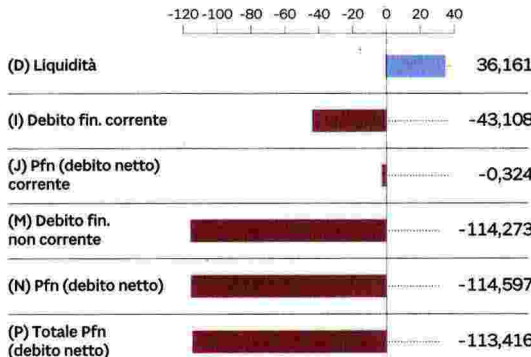 -120 -100 -80 -60 -40 -20 0 20 40
(D) Liquidità 36,161
(I) Debito fin. corrente -43,108
(J) Pfn (debito netto)
corrente -0,324
(M) Debito fin.
non corrente -114,273
(N) Pfn (debito netto) -114,597
(P) Totale Pfn
(debito netto) -113,416